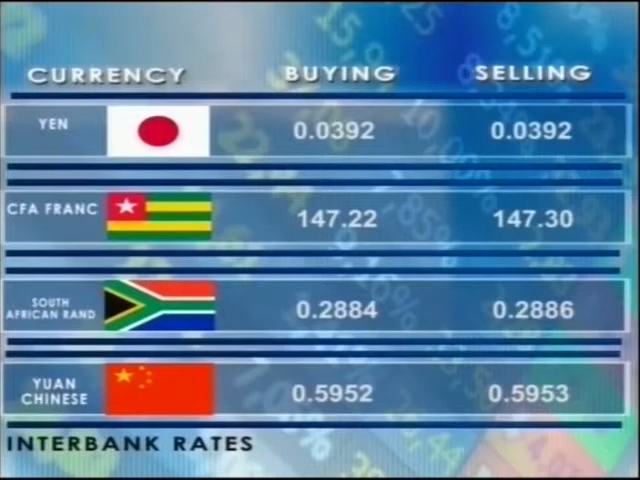 CURRENCY BUYING SELLING
YEN 0.0392 0.0392
CFA FRANC 147.22 147.30
SOUTH
AFRICAN RAND 0.2884 0.2886
YUAN
CHINESE 0.5952 0.5953
INTERBANK RATES